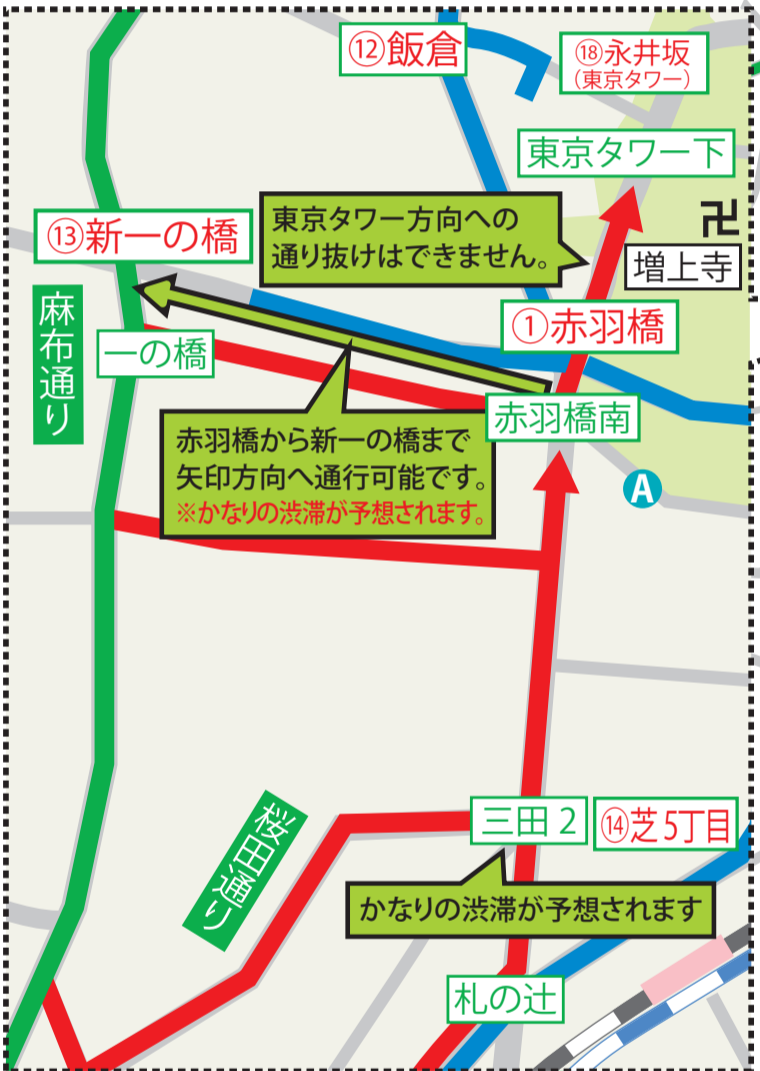 ⑫飯倉
⑱永井坂
(東京タワー)
東京タワー下
卍
増上寺
東京タワー方向への
通り抜けはできません。
⑬新一の橋
①赤羽橋
麻布通り
一の橋
赤羽橋南
赤羽橋から新一の橋まで
矢印方向へ通行可能です。
※かなりの渋滞が予想されます。
A
桜田通り
三田2
⑭芝5丁目
かなりの渋滞が予想されます
札の辻